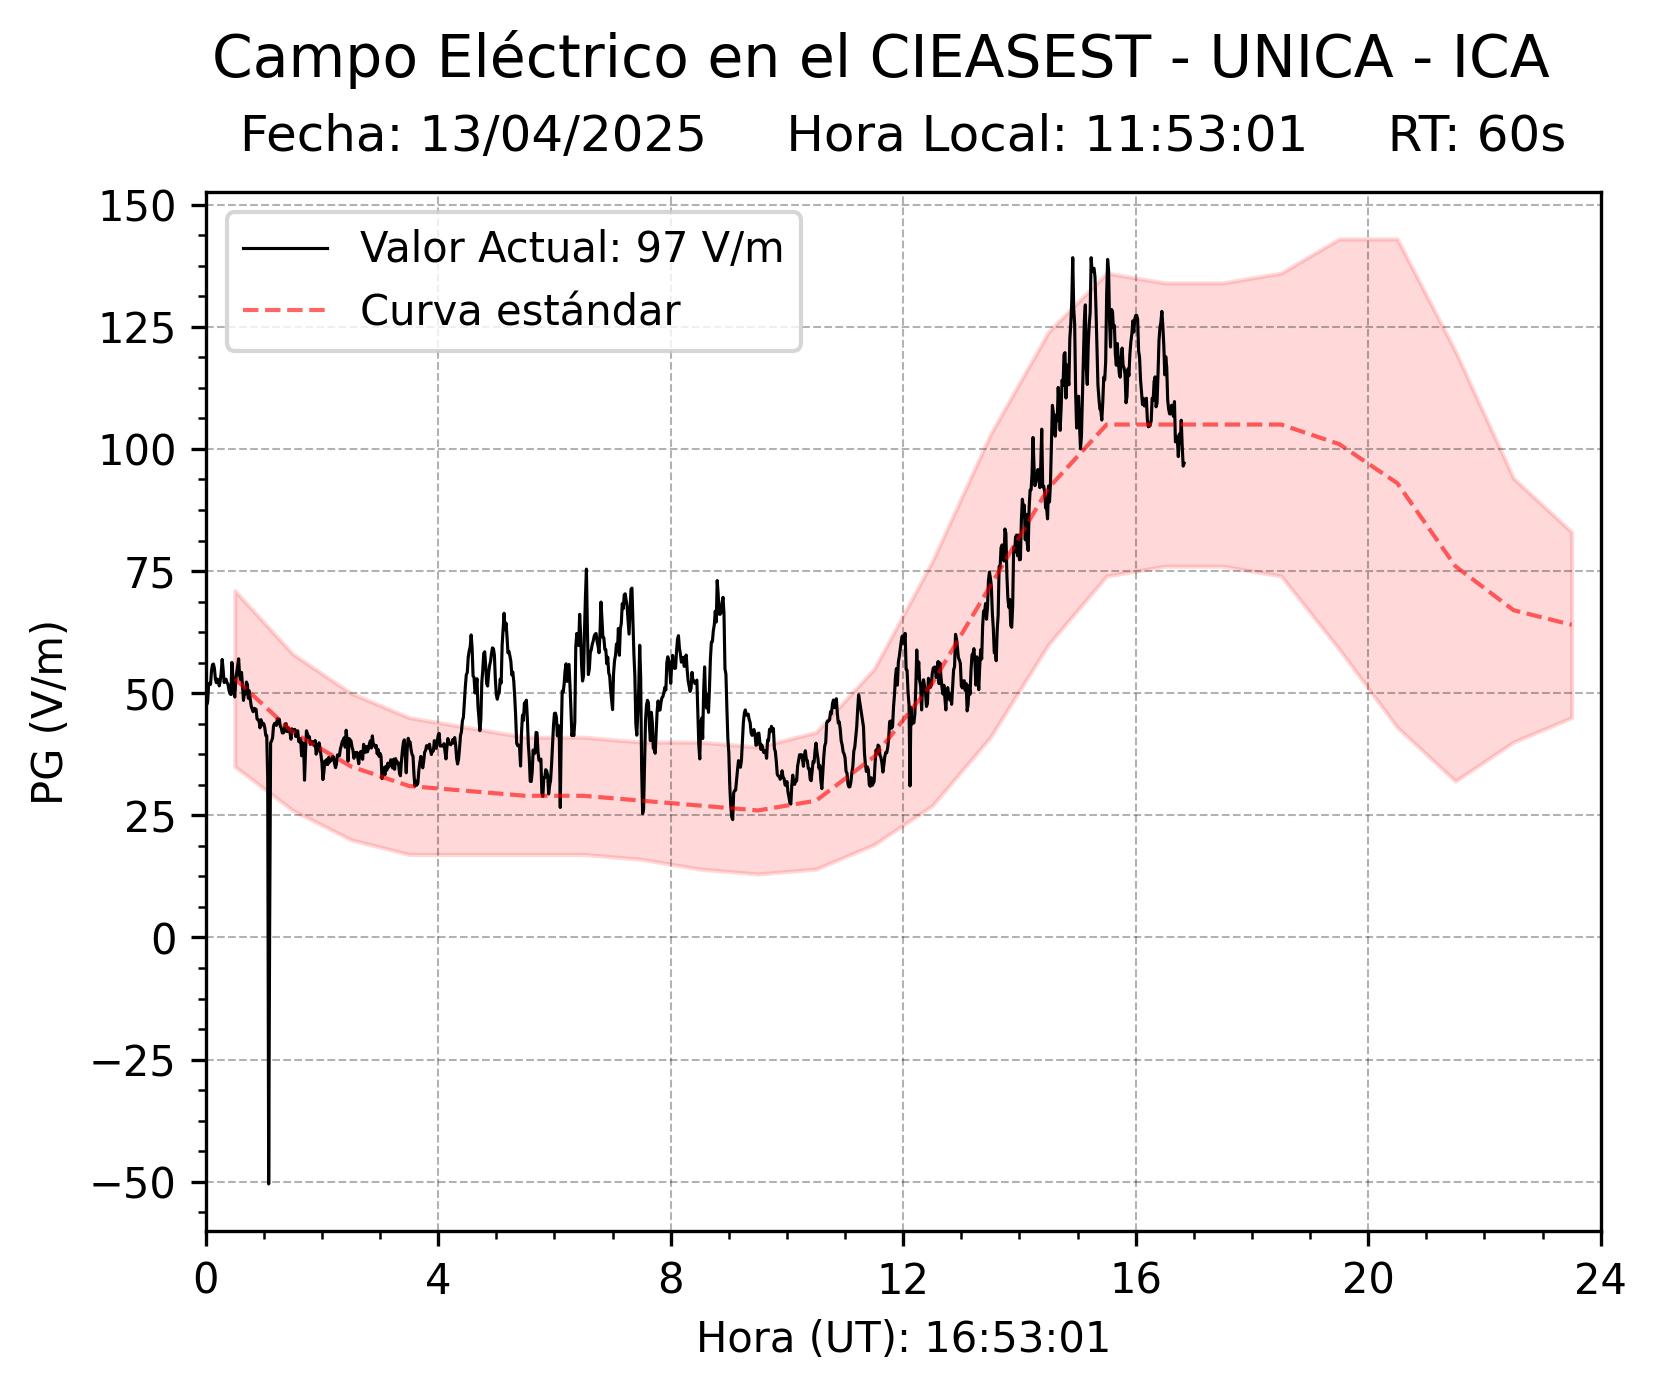 Campo Eléctrico en el CIEASEST - UNICA - ICA
Fecha: 13/04/2025 Hora Local: 11:53:01 RT: 60s
Valor Actual: 97 V/m
Curva estándar
PG (V/m)
150
125
100
75
50
25
0
−25
−50
0 4 8 12 16 20 24
Hora (UT): 16:53:01